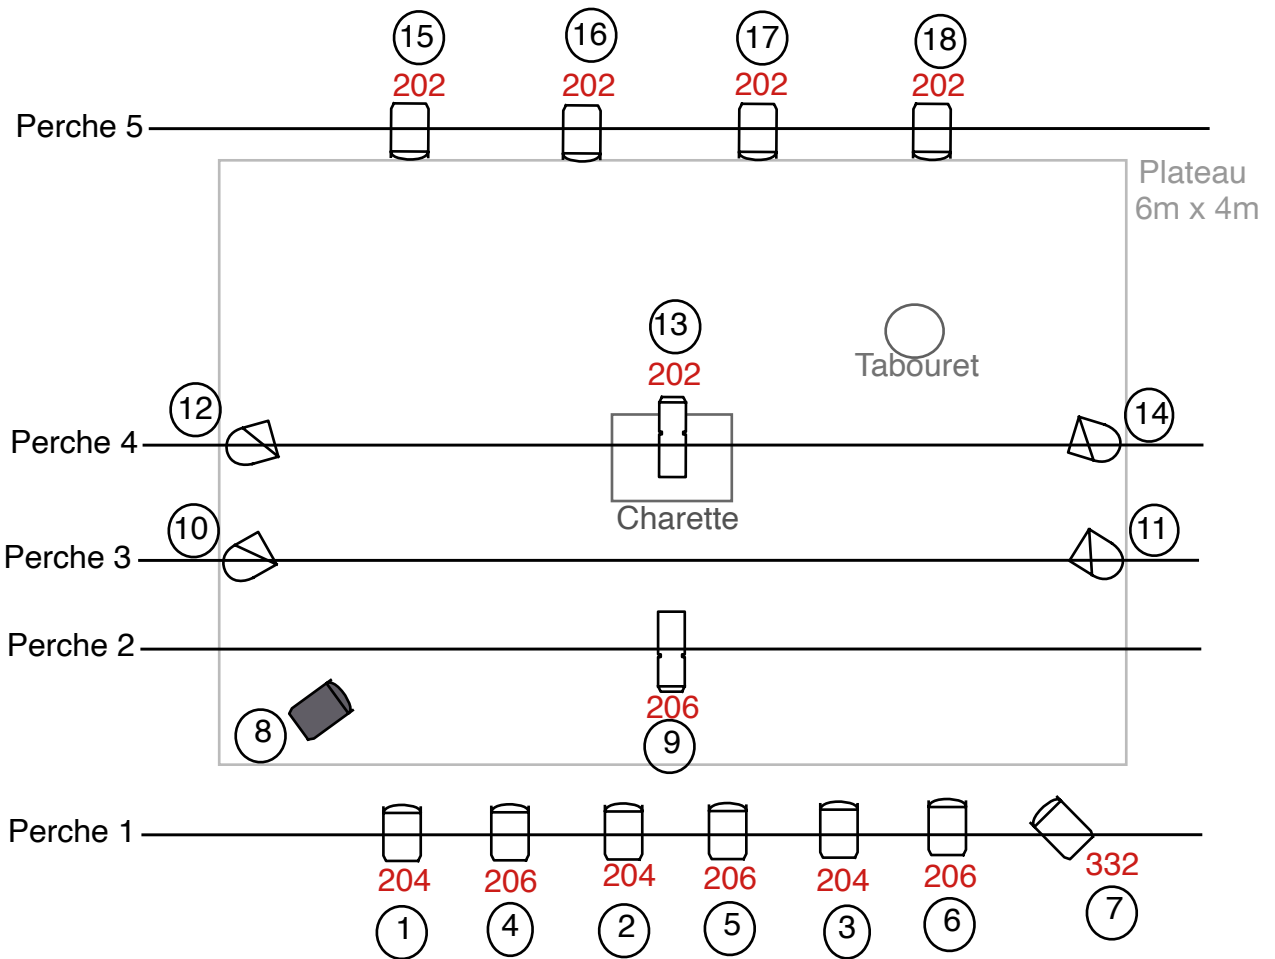 15 16 17 18
202 202 202 202
Perche 5
Plateau
6m x 4m
13
202
Tabouret
12 14
Perche 4
Charette
10 11
Perche 3
Perche 2
206
8 9
Perche 1
204 206 204 206 204 206 332
1 4 2 5 3 6 7